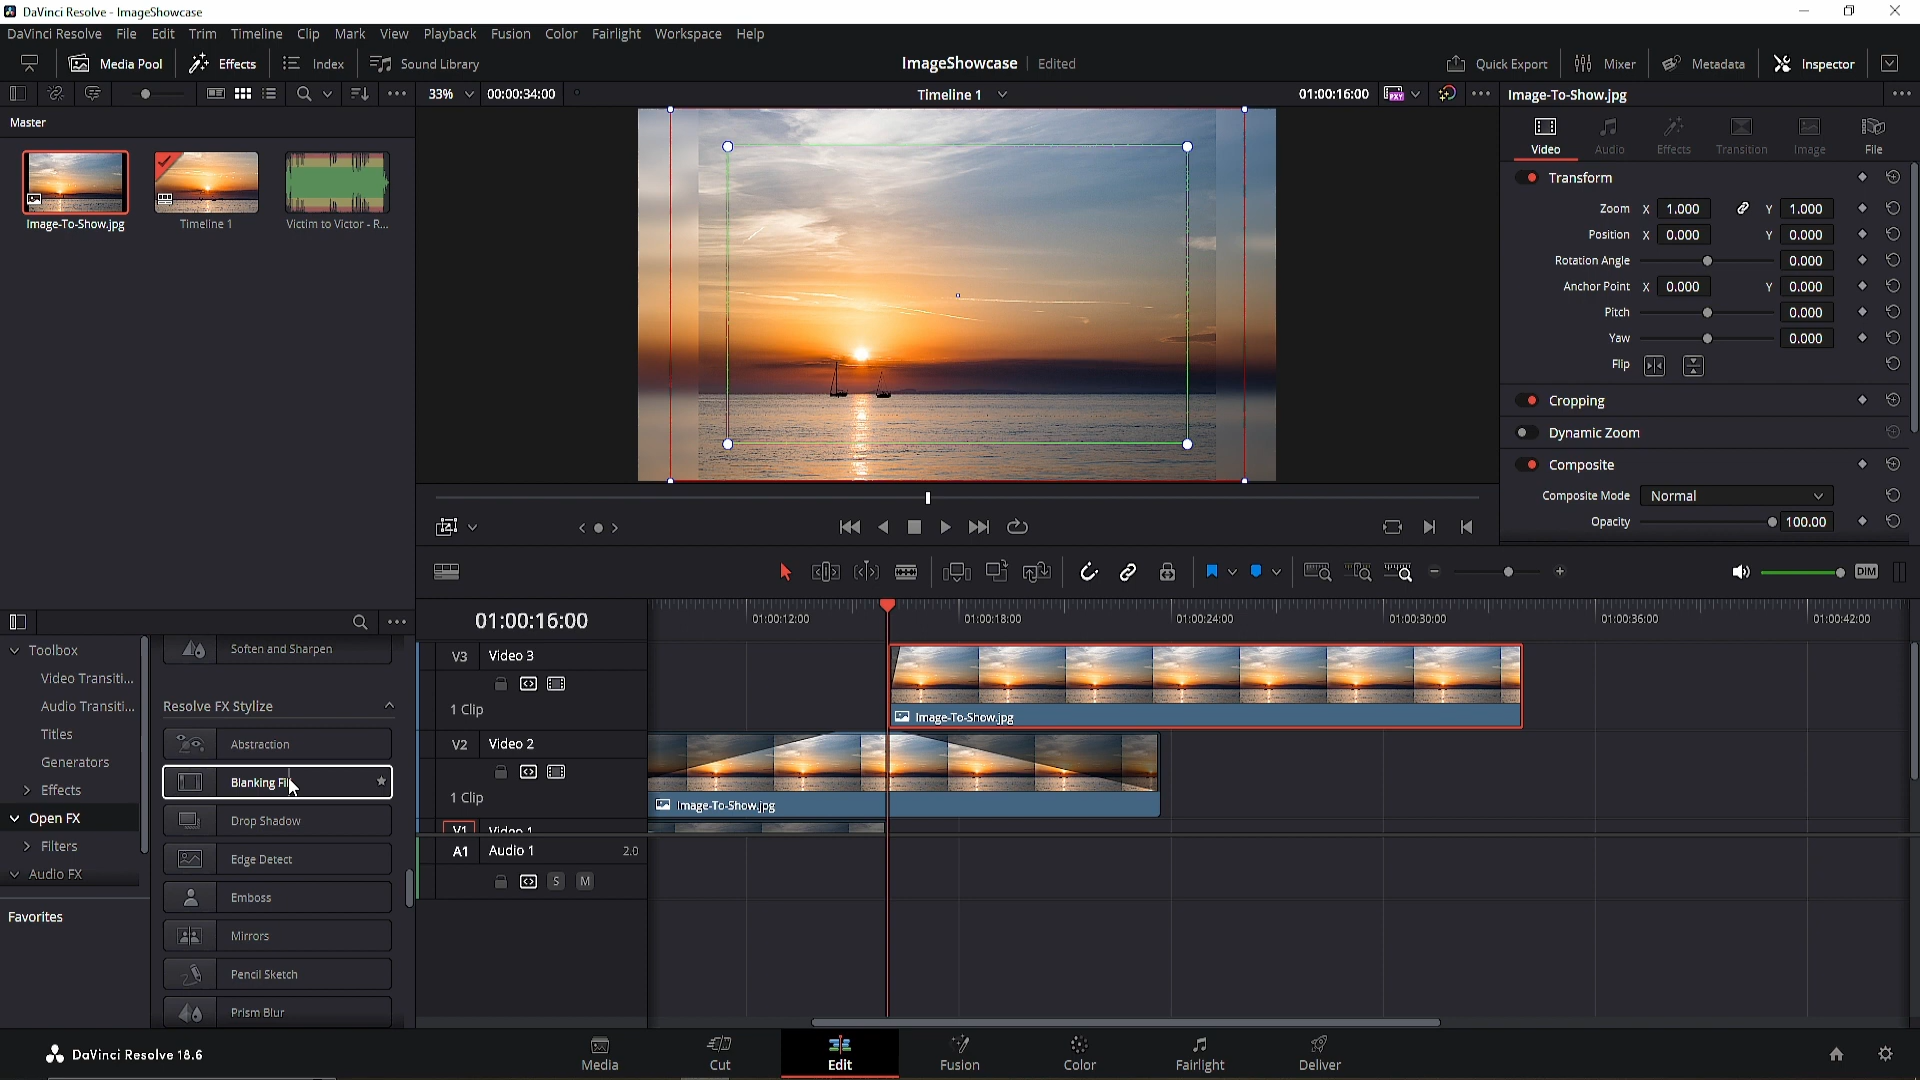 DaVinci Resolve - ImageShowcase
DaVinci Resolve File Edit Trim Timeline Clip Mark View Playback Fusion Color Fairlight Workspace Help
Media Pool Effects Index Sound Library ImageShowcase Edited Quick Export Mixer Metadata Inspector
33% 00:00:34:00 Timeline 1 01:00:16:00 Image-To-Show.jpg
Master
Video Audio Effects Transition Image File
Transform
Zoom X 1.000 Y 1.000
Image-To-Show.jpg Timeline 1 Victim to Victor - R...
Position X 0.000 Y 0.000
Rotation Angle 0.000
Anchor Point X 0.000 Y 0.000
Pitch 0.000
Yaw 0.000
Flip
Cropping
Dynamic Zoom
Composite
Composite Mode Normal
Opacity 100.00
DIM
01:00:16:00 01:00:12:00 01:00:18:00 01:00:24:00 01:00:30:00 01:00:36:00 01:00:42:00
Toolbox
Video Transiti...
Audio Transiti...
Titles
Generators
Effects
Open FX
Filters
Audio FX
Favorites
Soften and Sharpen
Resolve FX Stylize
Abstraction
Blanking Fill
Drop Shadow
Edge Detect
Emboss
Mirrors
Pencil Sketch
Prism Blur
V3 Video 3
1 Clip
Image-To-Show.jpg
V2 Video 2
1 Clip
Image-To-Show.jpg
V1 Video 1
A1 Audio 1 2.0
S M
DaVinci Resolve 18.6
Media Cut Edit Fusion Color Fairlight Deliver